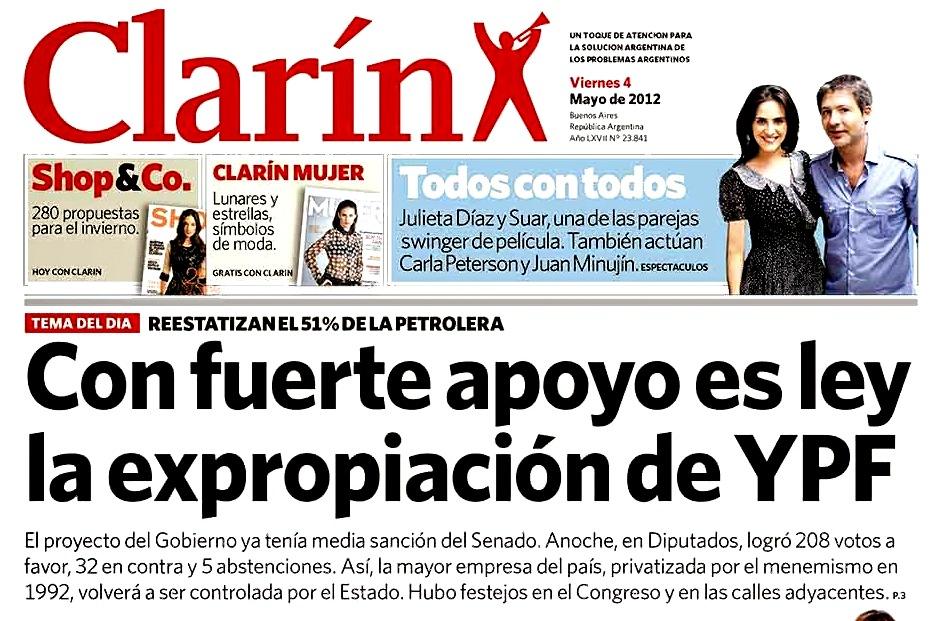 Clarín
UN TOQUE DE ATENCION PARA
LA SOLUCION ARGENTINA DE
LOS PROBLEMAS ARGENTINOS
Viernes 4
Mayo de 2012
Buenos Aires
República Argentina
Año LXVII Nº 23.841
Shop&Co.
280 propuestas
para el invierno.
HOY CON CLARIN
SHO
CLARÍN MUJER
Lunares y
estrellas,
símbolos
de moda.
GRATIS CON CLARIN
Todos con todos
Julieta Díaz y Suar, una de las parejas
swinger de película. También actúan
Carla Peterson y Juan Minujín. ESPECTACULOS
TEMA DEL DIA REESTATIZAN EL 51% DE LA PETROLERA
Con fuerte apoyo es ley
la expropiación de YPF
El proyecto del Gobierno ya tenía media sanción del Senado. Anoche, en Diputados, logró 208 votos a
favor, 32 en contra y 5 abstenciones. Así, la mayor empresa del país, privatizada por el menemismo en
1992, volverá a ser controlada por el Estado. Hubo festejos en el Congreso y en las calles adyacentes. P.3